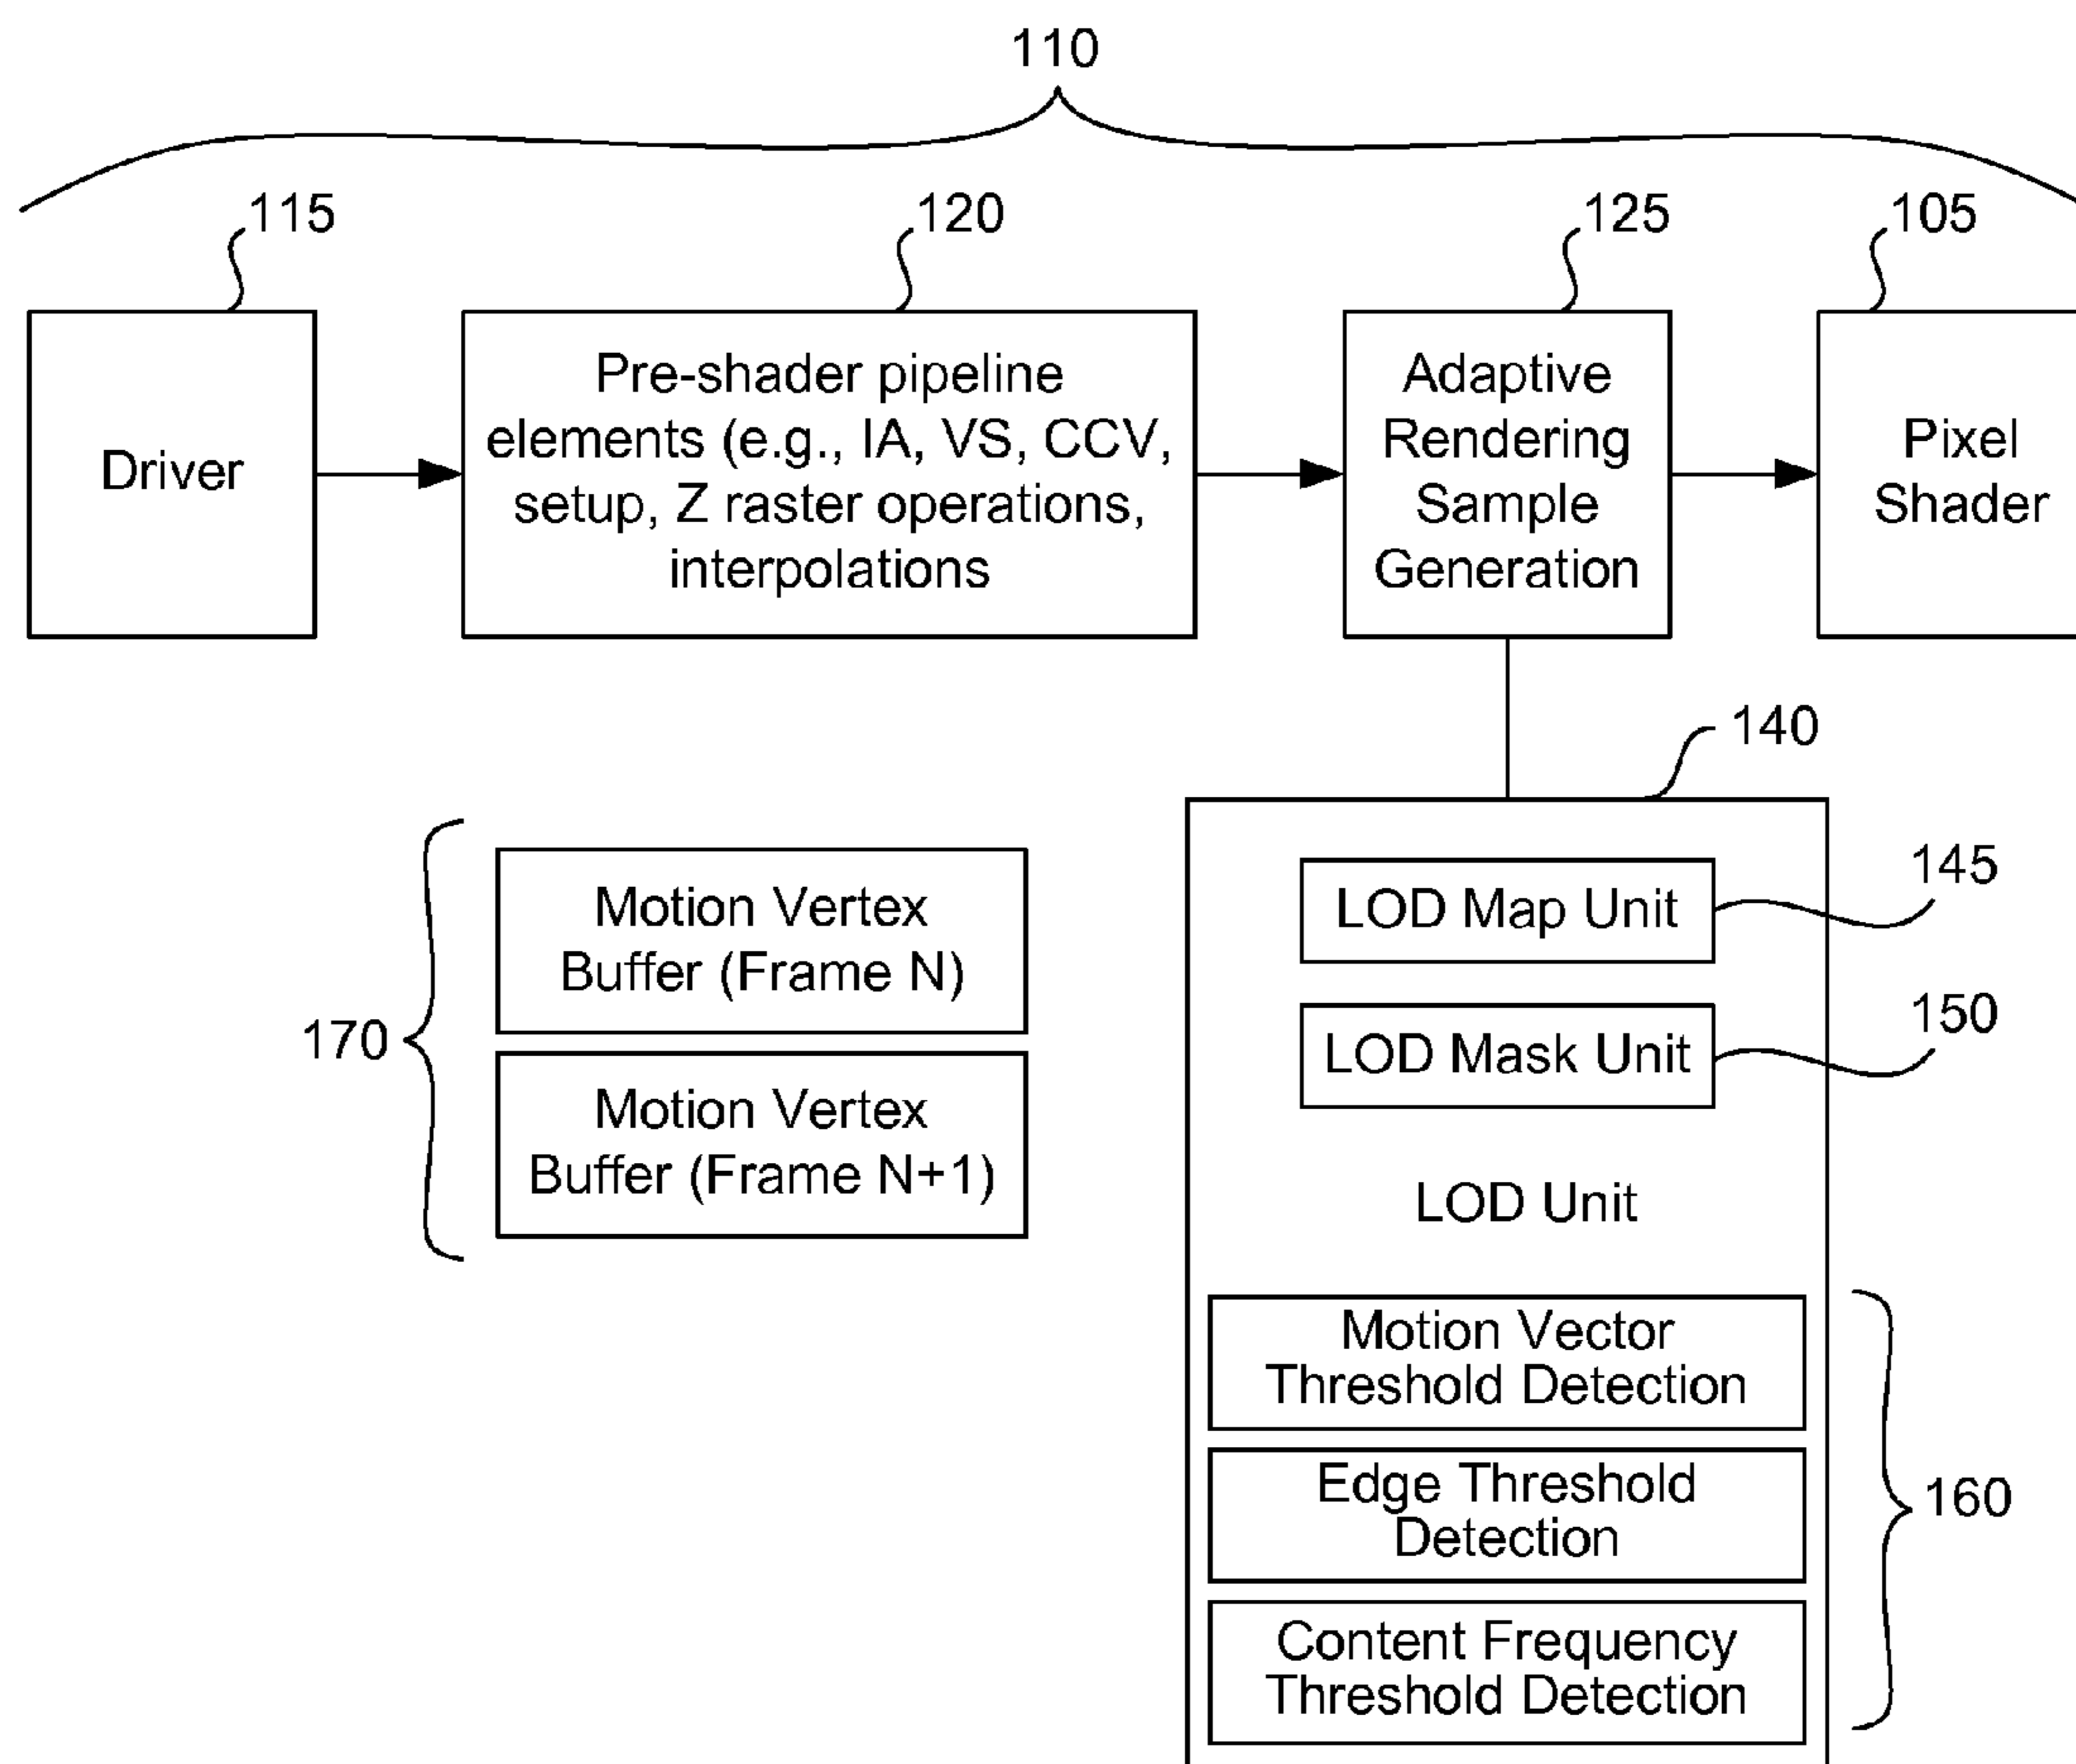 110
115
120
125
105
Driver
Pre-shader pipeline
elements (e.g., IA, VS, CCV,
setup, Z raster operations,
interpolations
Adaptive
Rendering
Sample
Generation
Pixel
Shader
140
170
Motion Vertex
Buffer (Frame N)
Motion Vertex
Buffer (Frame N+1)
LOD Map Unit
145
LOD Mask Unit
150
LOD Unit
Motion Vector
Threshold Detection
Edge Threshold
Detection
Content Frequency
Threshold Detection
160